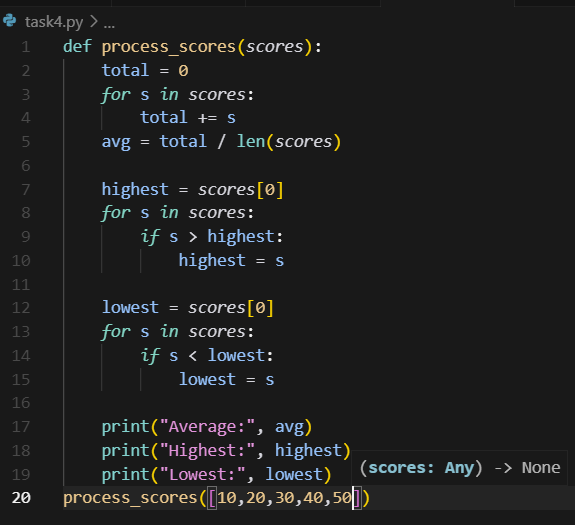 task4.py > ...
1 def process_scores(scores):
2     total = 0
3     for s in scores:
4         total += s
5     avg = total / len(scores)
6
7     highest = scores[0]
8     for s in scores:
9         if s > highest:
10             highest = s
11
12     lowest = scores[0]
13     for s in scores:
14         if s < lowest:
15             lowest = s
16
17     print("Average:", avg)
18     print("Highest:", highest)
19     print("Lowest:", lowest) (scores: Any) -> None
20 process_scores([10,20,30,40,50])